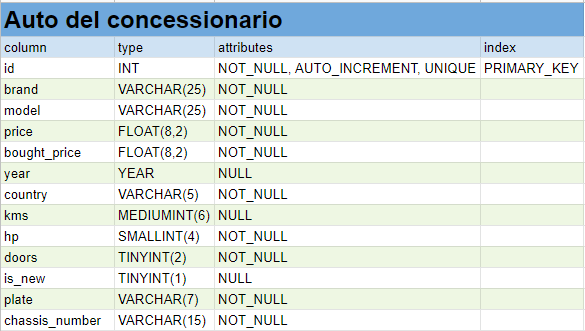 Auto del concessionario
column type attributes index
id INT NOT_NULL, AUTO_INCREMENT, UNIQUE PRIMARY_KEY
brand VARCHAR(25) NOT_NULL
model VARCHAR(25) NOT_NULL
price FLOAT(8,2) NOT_NULL
bought_price FLOAT(8,2) NOT_NULL
year YEAR NULL
country VARCHAR(5) NOT_NULL
kms MEDIUMINT(6) NULL
hp SMALLINT(4) NOT_NULL
doors TINYINT(2) NOT_NULL
is_new TINYINT(1) NULL
plate VARCHAR(7) NOT_NULL
chassis_number VARCHAR(15) NOT_NULL